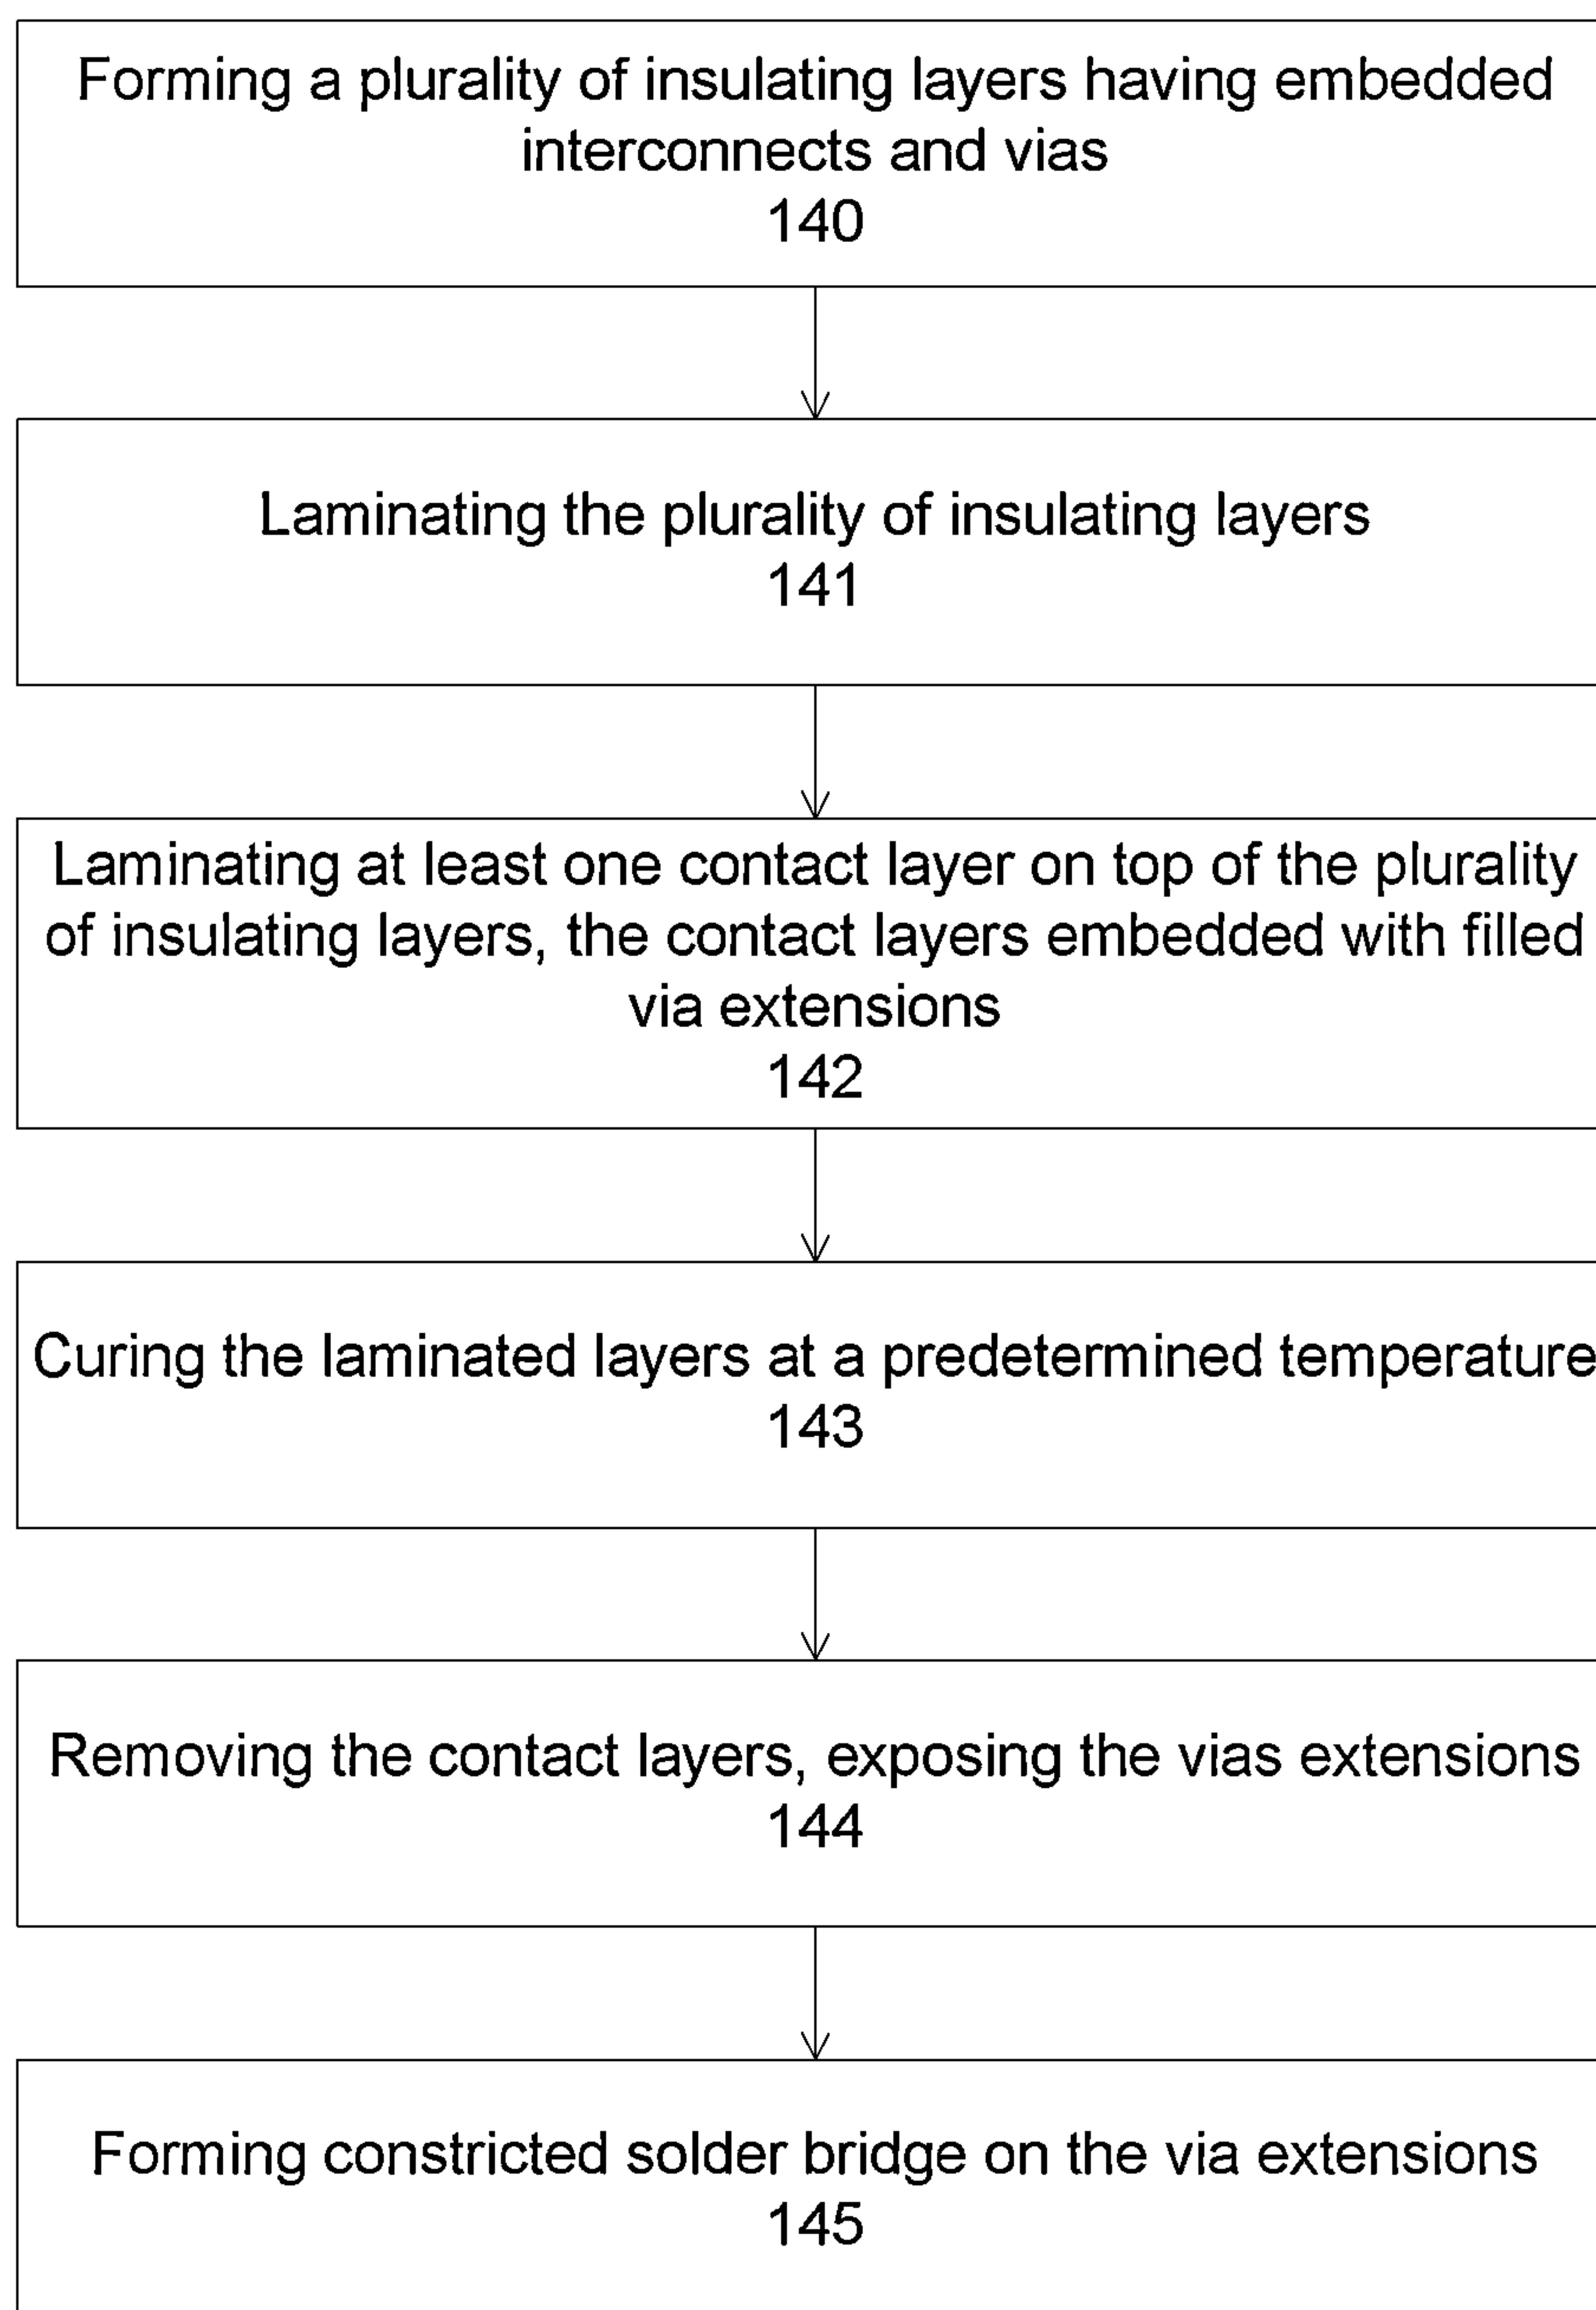 Forming a plurality of insulating layers having embedded
interconnects and vias
140
Laminating the plurality of insulating layers
141
Laminating at least one contact layer on top of the plurality
of insulating layers, the contact layers embedded with filled
via extensions
142
Curing the laminated layers at a predetermined temperature
143
Removing the contact layers, exposing the vias extensions
144
Forming constricted solder bridge on the via extensions
145